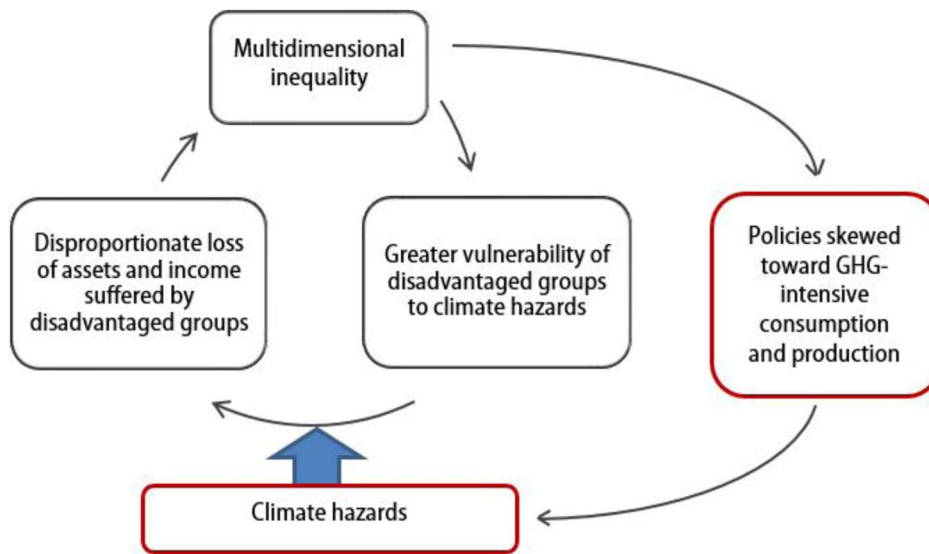 Multidimensional
inequality
Disproportionate loss
of assets and income
suffered by
disadvantaged groups
Greater vulnerability of
disadvantaged groups
to climate hazards
Policies skewed
toward GHG-
intensive
consumption
and production
Climate hazards